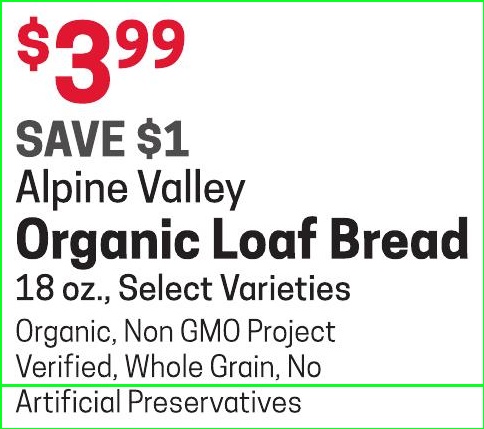 $3.99
SAVE $1
Alpine Valley
Organic Loaf Bread
18 oz., Select Varieties
Organic, Non GMO Project
Verified, Whole Grain, No
Artificial Preservatives